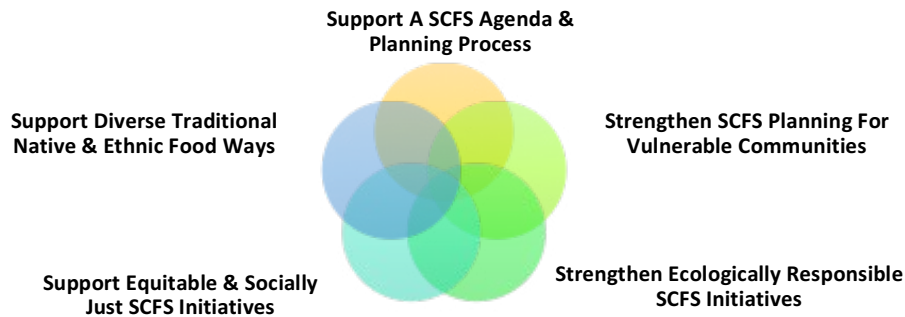 Support A SCFS Agenda &
Planning Process
Support Diverse Traditional
Native & Ethnic Food Ways
Strengthen SCFS Planning For
Vulnerable Communities
Support Equitable & Socially
Just SCFS Initiatives
Strengthen Ecologically Responsible
SCFS Initiatives